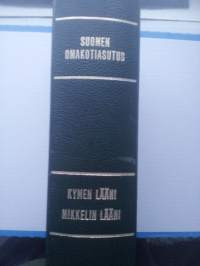 SUOMEN
OMAKOTIASUTUS
KYMEN LÄÄNI
MIKKELIN LÄÄNI